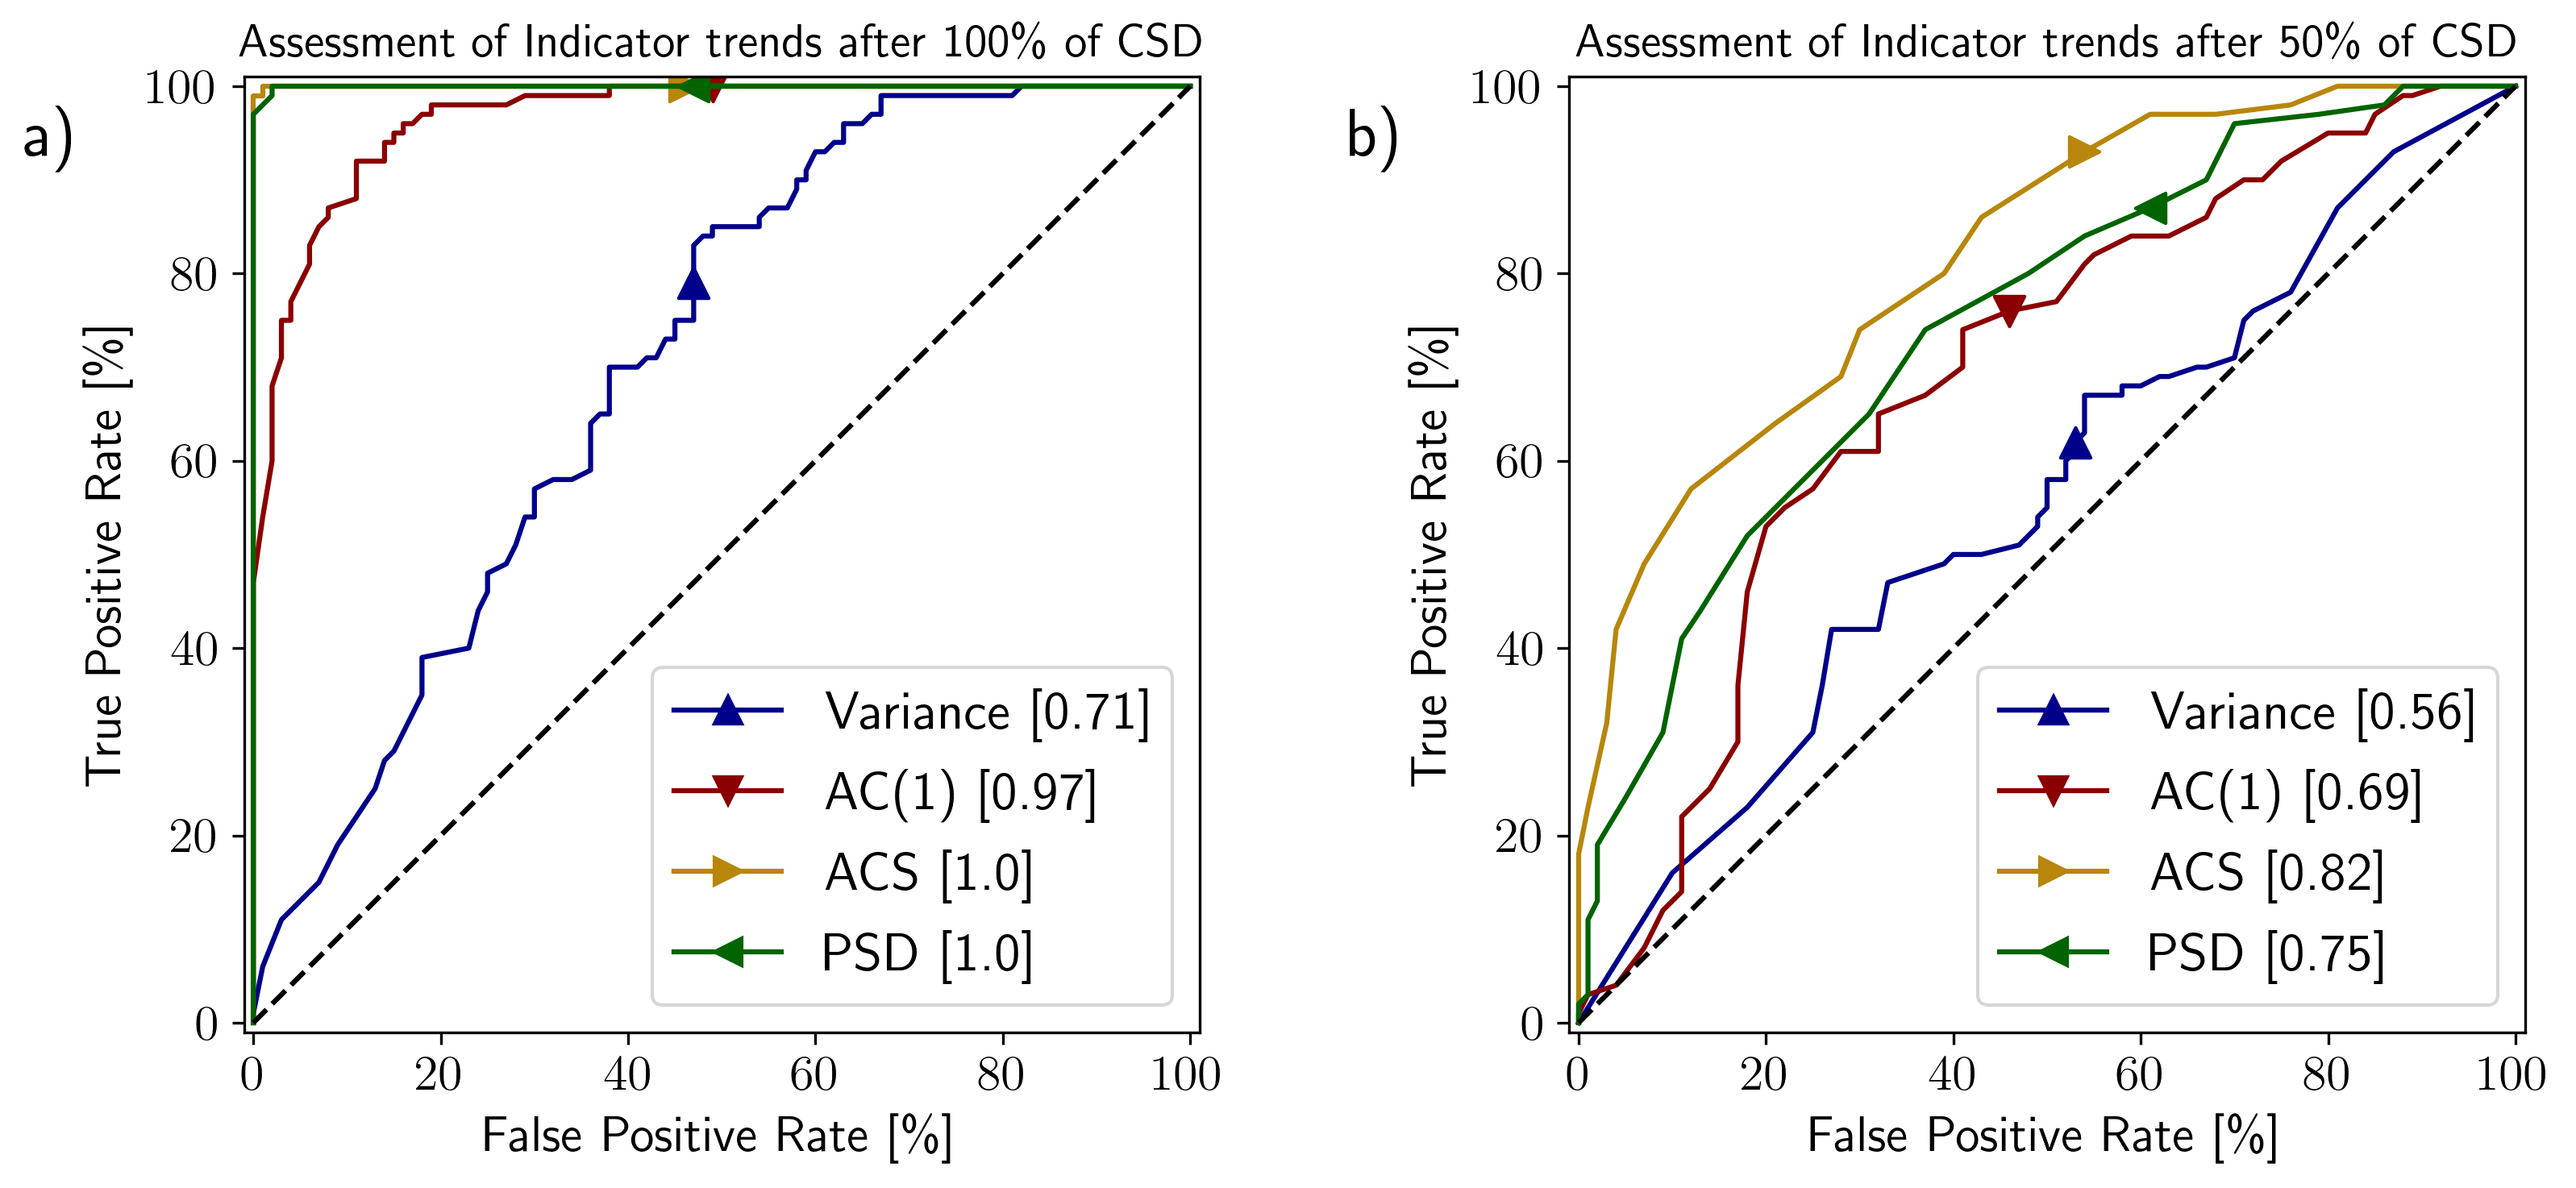 Assessment of Indicator trends after 100% of CSD
a)
True Positive Rate [%]
100
80
60
40
20
0
0 20 40 60 80 100
False Positive Rate [%]
Variance [0.71]
AC(1) [0.97]
ACS [1.0]
PSD [1.0]
Assessment of Indicator trends after 50% of CSD
b)
True Positive Rate [%]
100
80
60
40
20
0
0 20 40 60 80 100
False Positive Rate [%]
Variance [0.56]
AC(1) [0.69]
ACS [0.82]
PSD [0.75]